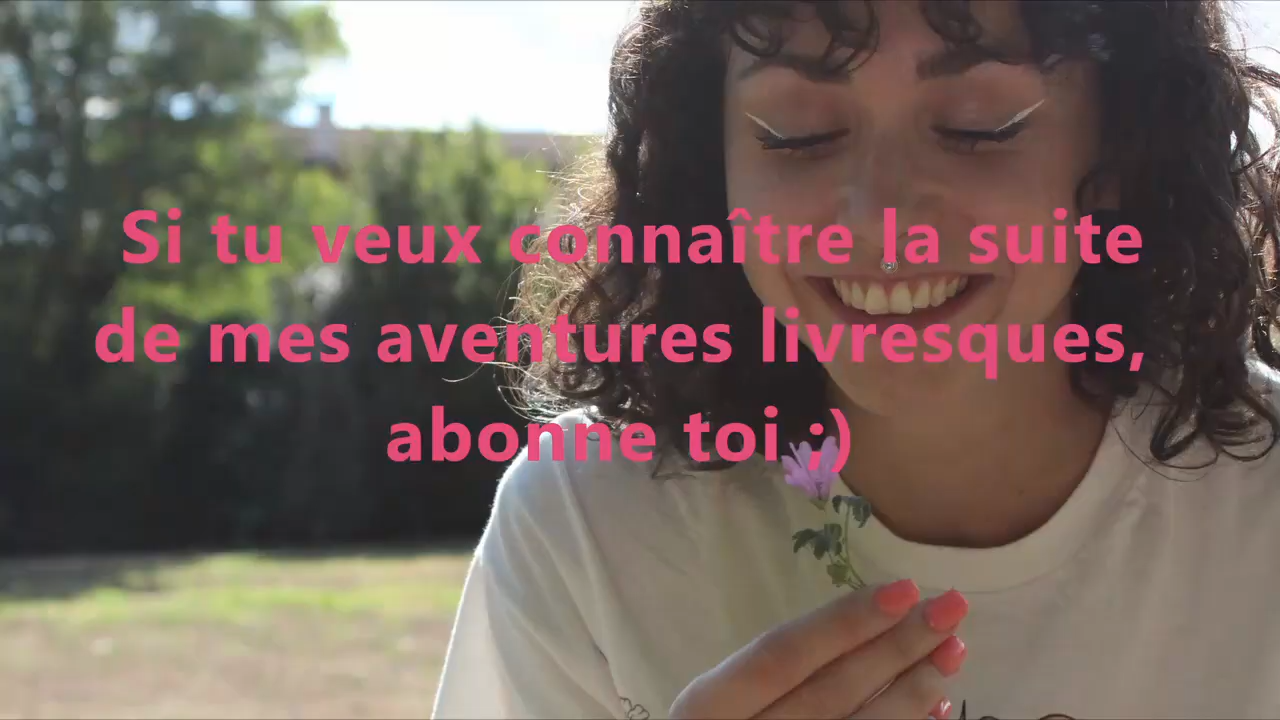 Si tu veux connaître la suite
de mes aventures livresques,
abonne toi ;)